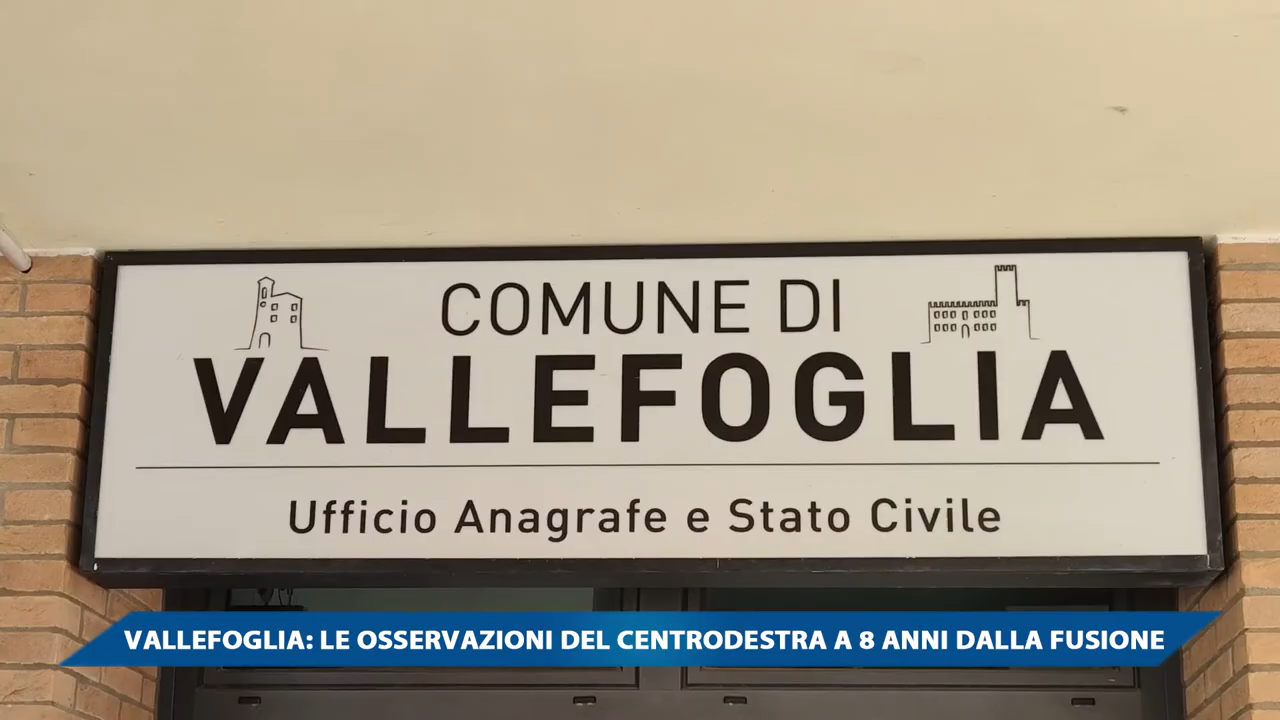 COMUNE DI
VALLEFOGLIA
Ufficio Anagrafe e Stato Civile
VALLEFOGLIA: LE OSSERVAZIONI DEL CENTRODESTRA A 8 ANNI DALLA FUSIONE